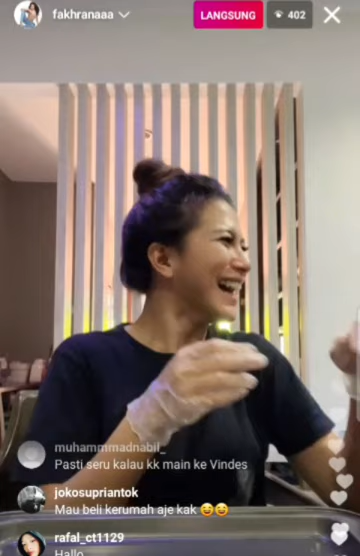 fakhranaaa
LANGSUNG
402
muhammmadnabil_
Pasti seru kalau kk main ke Vindes
jokosupriantok
Mau beli kerumah aje kak 😄😄
rafal_ct1129
Hallo